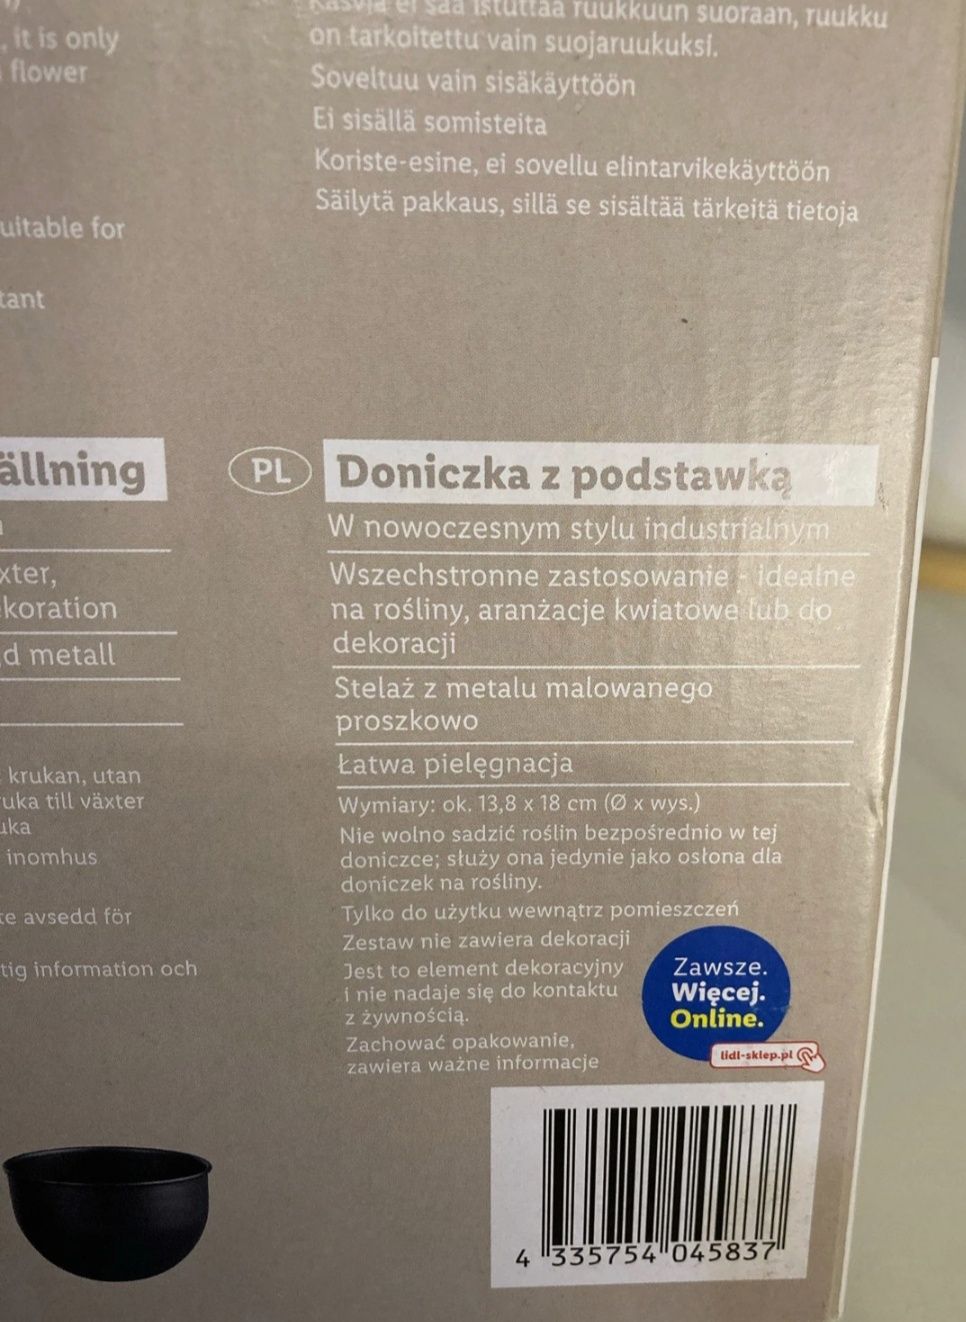 , it is only
flower
uitable for
tant
on tarkoitettu vain suojaruukuksi.
Soveltuu vain sisäkäyttöön
Ei sisällä somisteita
Koriste-esine, ei sovellu elintarvikekäyttöön
Säilytä pakkaus, sillä se sisältää tärkeitä tietoja
ällning
xter,
koration
d metall
krukan, utan
uka till växter
uka
inomhus
te avsedd för
tig information och
PL
Doniczka z podstawką
W nowoczesnym stylu industrialnym
Wszechstronne zastosowanie - idealne
na rośliny, aranżacje kwiatowe lub do
dekoracji
Stelaż z metalu malowanego
proszkowo
Łatwa pielęgnacja
Wymiary: ok. 13,8 x 18 cm (Ø x wys.)
Nie wolno sadzić roślin bezpośrednio w tej
doniczce; służy ona jedynie jako osłona dla
doniczek na rośliny.
Tylko do użytku wewnątrz pomieszczeń
Zestaw nie zawiera dekoracji
Jest to element dekoracyjny
i nie nadaje się do kontaktu
z żywnością.
Zachować opakowanie,
zawiera ważne informacje
Zawsze.
Więcej.
Online.
lidl-sklep.pl
4 335754 045837